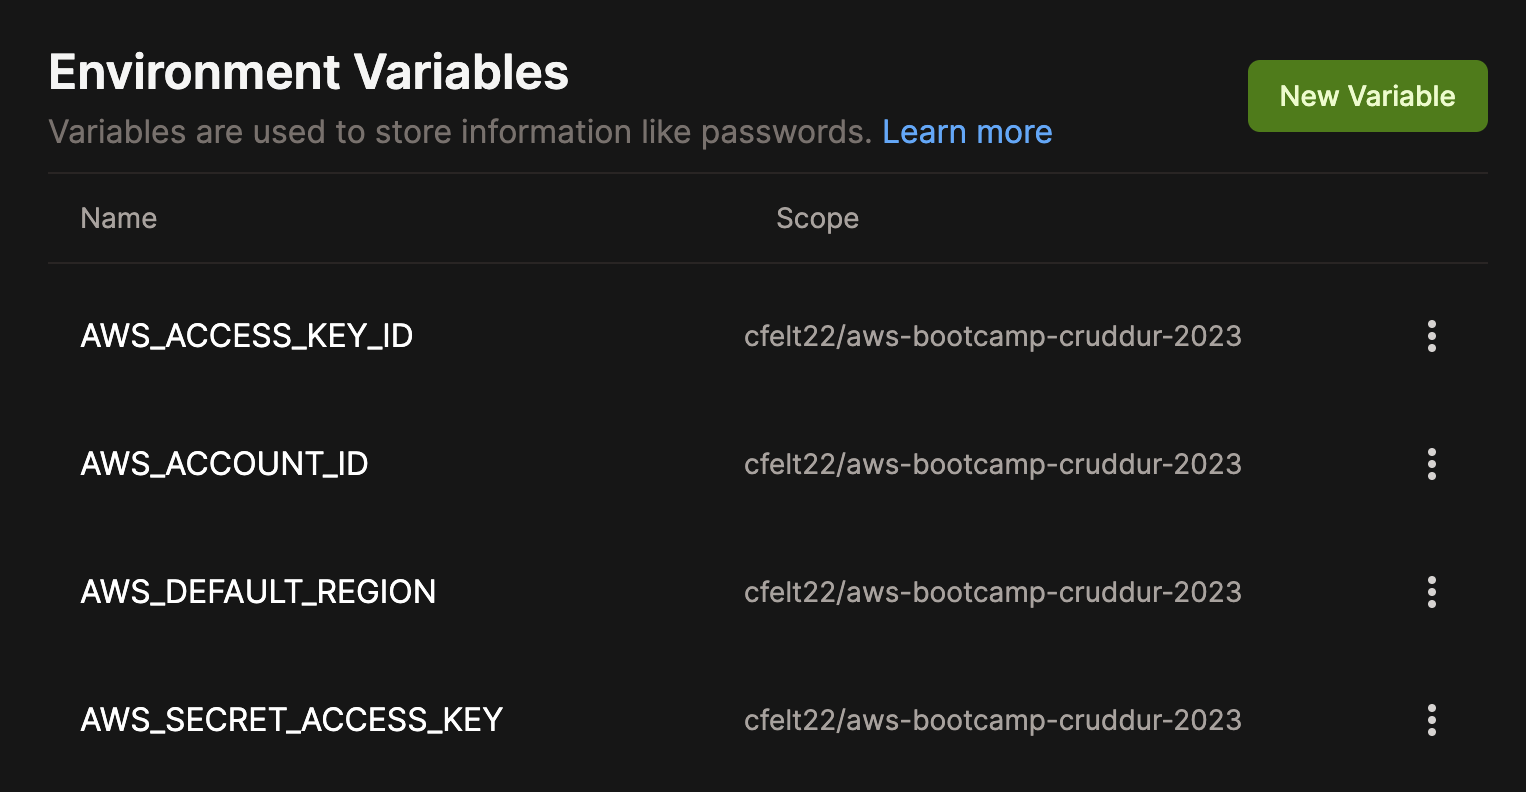 Environment Variables
New Variable
Variables are used to store information like passwords. Learn more
Name Scope
AWS_ACCESS_KEY_ID cfelt22/aws-bootcamp-cruddur-2023
AWS_ACCOUNT_ID cfelt22/aws-bootcamp-cruddur-2023
AWS_DEFAULT_REGION cfelt22/aws-bootcamp-cruddur-2023
AWS_SECRET_ACCESS_KEY cfelt22/aws-bootcamp-cruddur-2023